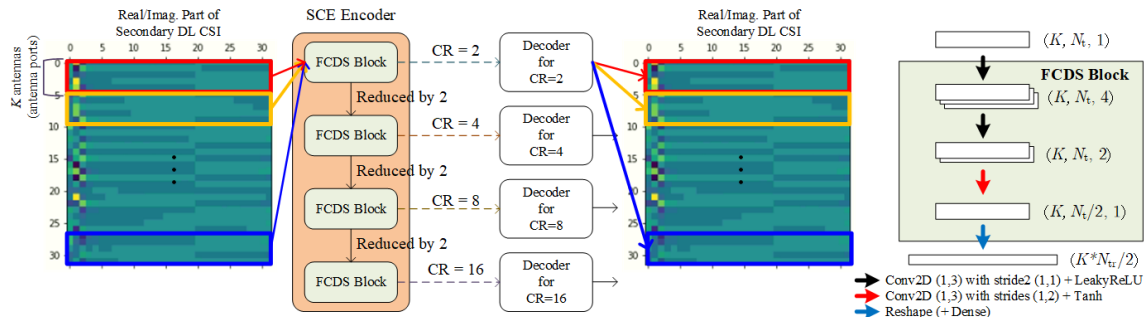 Real/Imag. Part of
Secondary DL CSI
0 5 10 15 20 25 30
K antennas
(antenna ports)
0
5
10
15
20
25
30
SCE Encoder
FCDS Block
Reduced by 2
FCDS Block
Reduced by 2
FCDS Block
Reduced by 2
FCDS Block
CR = 2
CR = 4
CR = 8
CR = 16
Decoder
for
CR=2
Decoder
for
CR=4
Decoder
for
CR=8
Decoder
for
CR=16
Real/Imag. Part of
Secondary DL CSI
0 5 10 15 20 25 30
0
5
10
15
20
25
30
(K, Nt, 1)
FCDS Block
(K, Nt, 4)
(K, Nt, 2)
(K, Nt/2, 1)
(K*Ntr/2)
Conv2D (1,3) with stride2 (1,1) + LeakyReLU
Conv2D (1,3) with strides (1,2) + Tanh
Reshape (+ Dense)